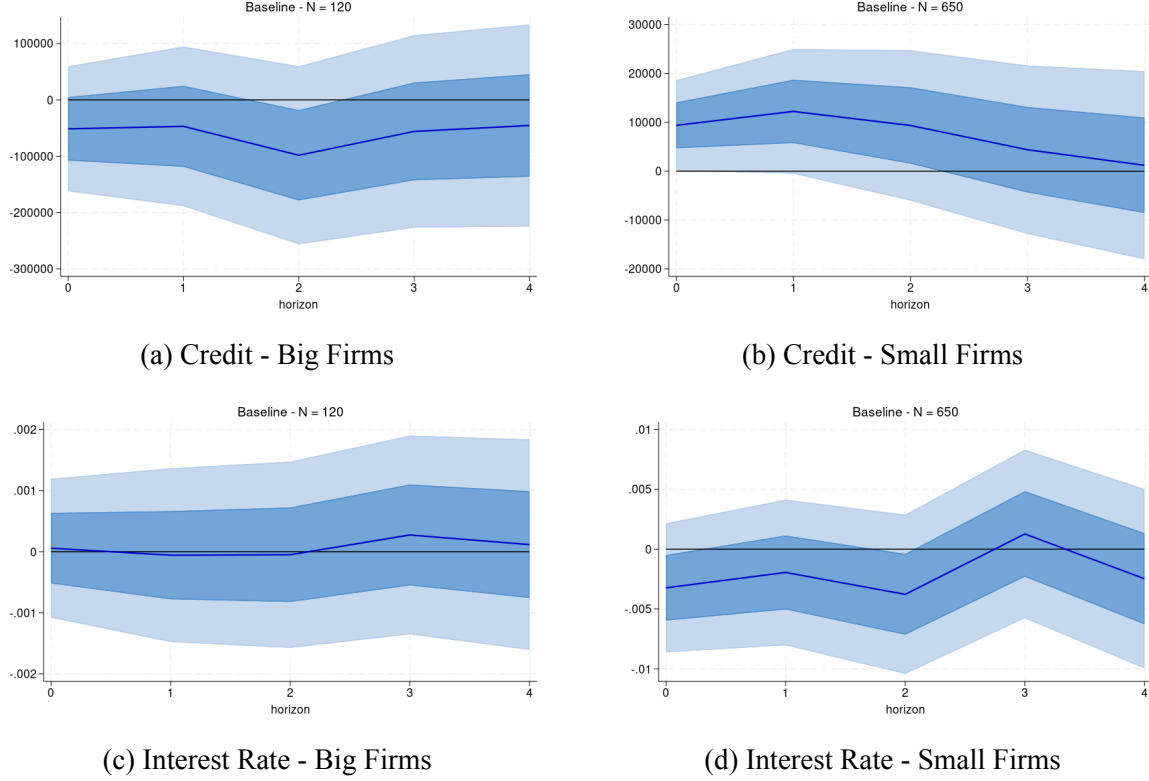 Baseline - N = 120
100000
0
-100000
-200000
-300000
0 1 2 3 4
horizon
(a) Credit - Big Firms
Baseline - N = 650
30000
20000
10000
0
-10000
-20000
0 1 2 3 4
horizon
(b) Credit - Small Firms
Baseline - N = 120
.002
.001
0
-.001
-.002
0 1 2 3 4
horizon
(c) Interest Rate - Big Firms
Baseline - N = 650
.01
.005
0
-.005
-.01
0 1 2 3 4
horizon
(d) Interest Rate - Small Firms